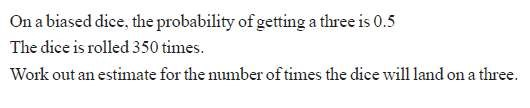 On a biased dice, the probability of getting a three is 0.5
The dice is rolled 350 times.
Work out an estimate for the number of times the dice will land on a three.